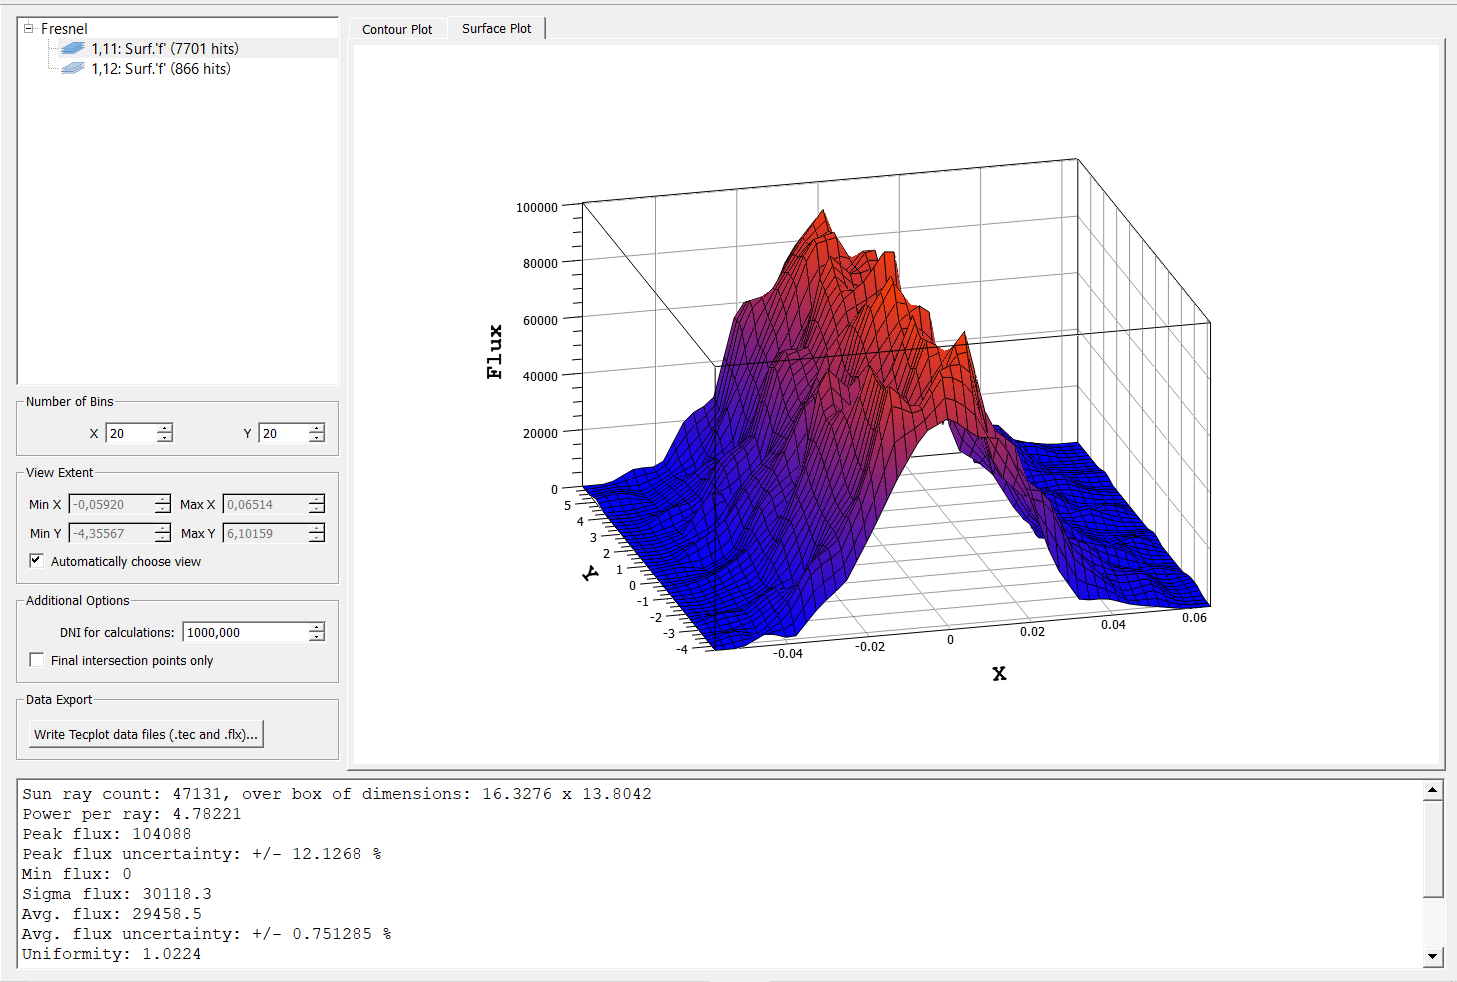 Fresnel
1,11: Surf.'f' (7701 hits)
1,12: Surf.'f' (866 hits)
Number of Bins
X 20 Y 20
View Extent
Min X -0,05920 Max X 0,06514
Min Y -4,35567 Max Y 6,10159
Automatically choose view
Additional Options
DNI for calculations: 1000,000
Final intersection points only
Data Export
Write Tecplot data files (.tec and .flx)...
Contour Plot Surface Plot
Flux
100000
80000
60000
40000
20000
0
Y
5
4
3
2
1
0
-1
-2
-3
-4
-0.04 -0.02 0 0.02 0.04 0.06
X
Sun ray count: 47131, over box of dimensions: 16.3276 x 13.8042
Power per ray: 4.78221
Peak flux: 104088
Peak flux uncertainty: +/- 12.1268 %
Min flux: 0
Sigma flux: 30118.3
Avg. flux: 29458.5
Avg. flux uncertainty: +/- 0.751285 %
Uniformity: 1.0224